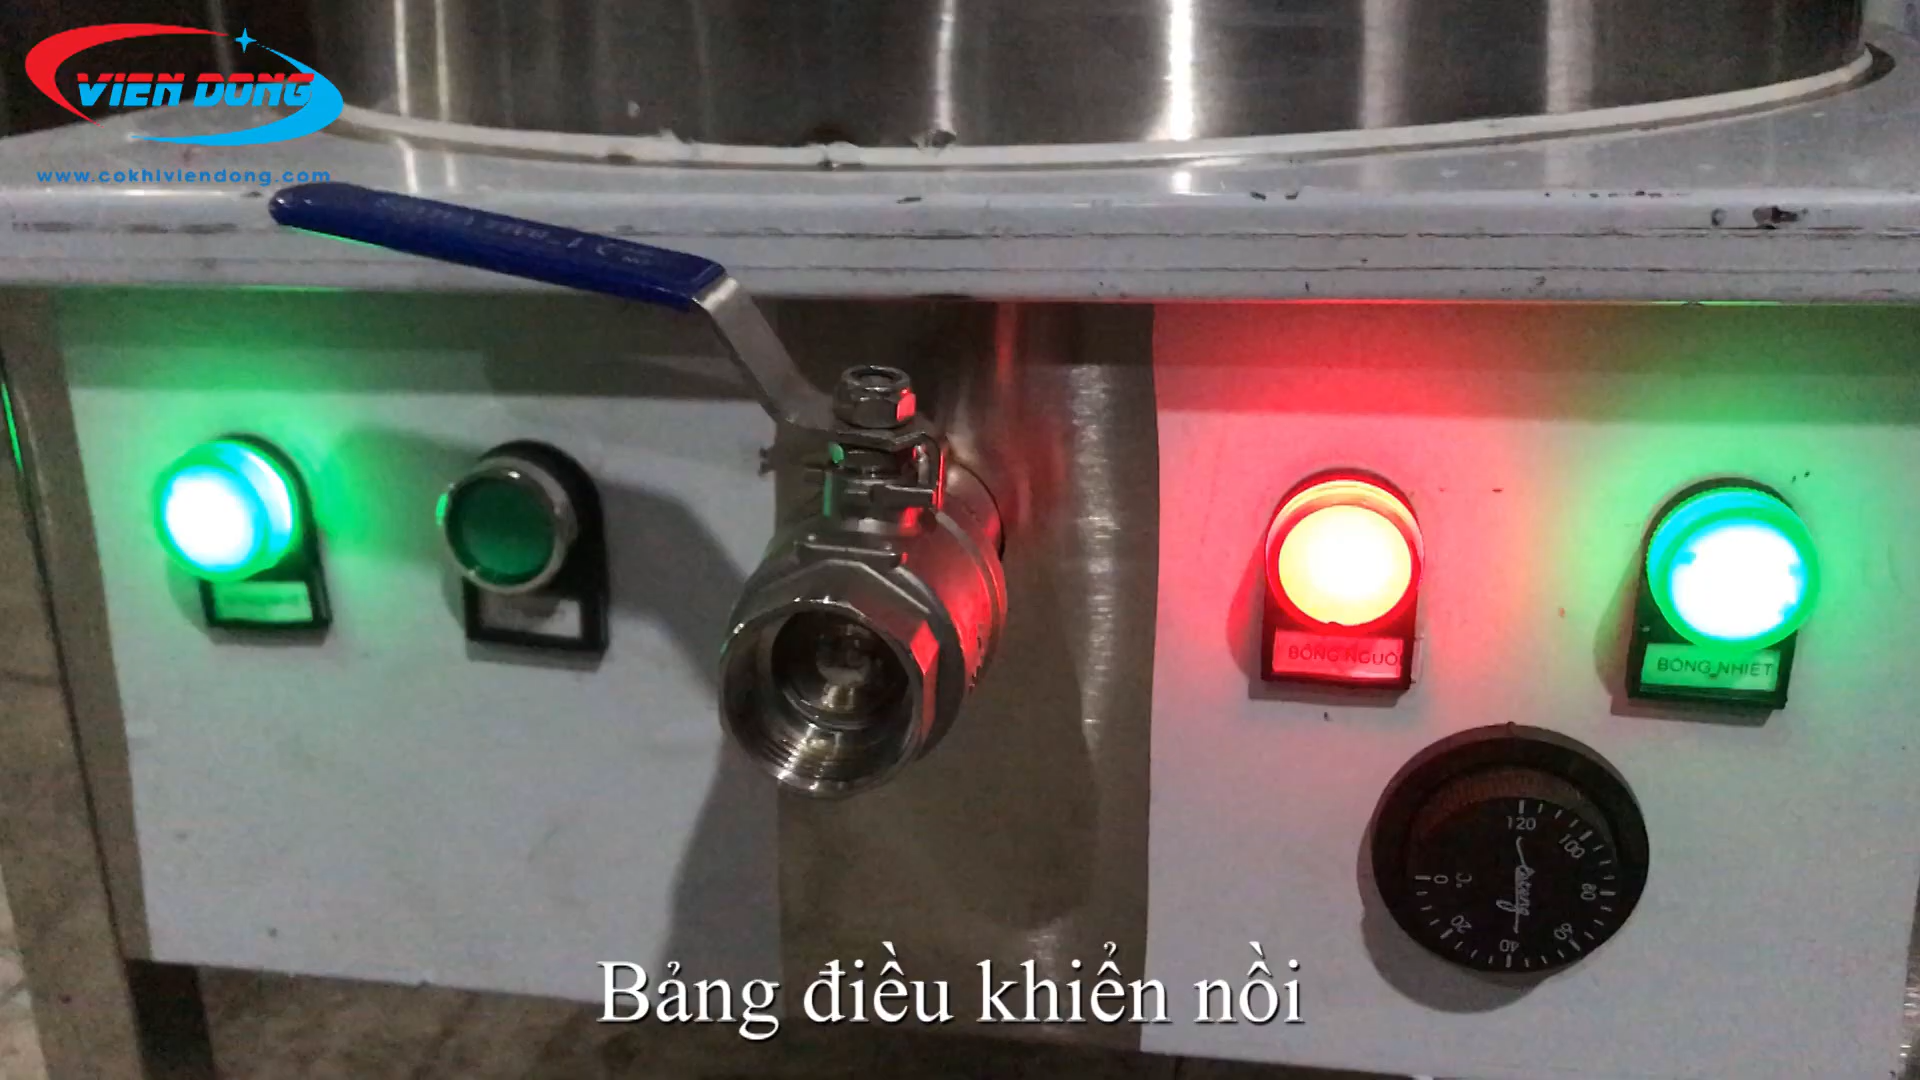 VIEN DONG
www.cokhiviendong.com
BÓNG NGUỒ
BÓNG NHIỆT
120
100
80
60
40
20
0
°C
Bảng điều khiển nồi